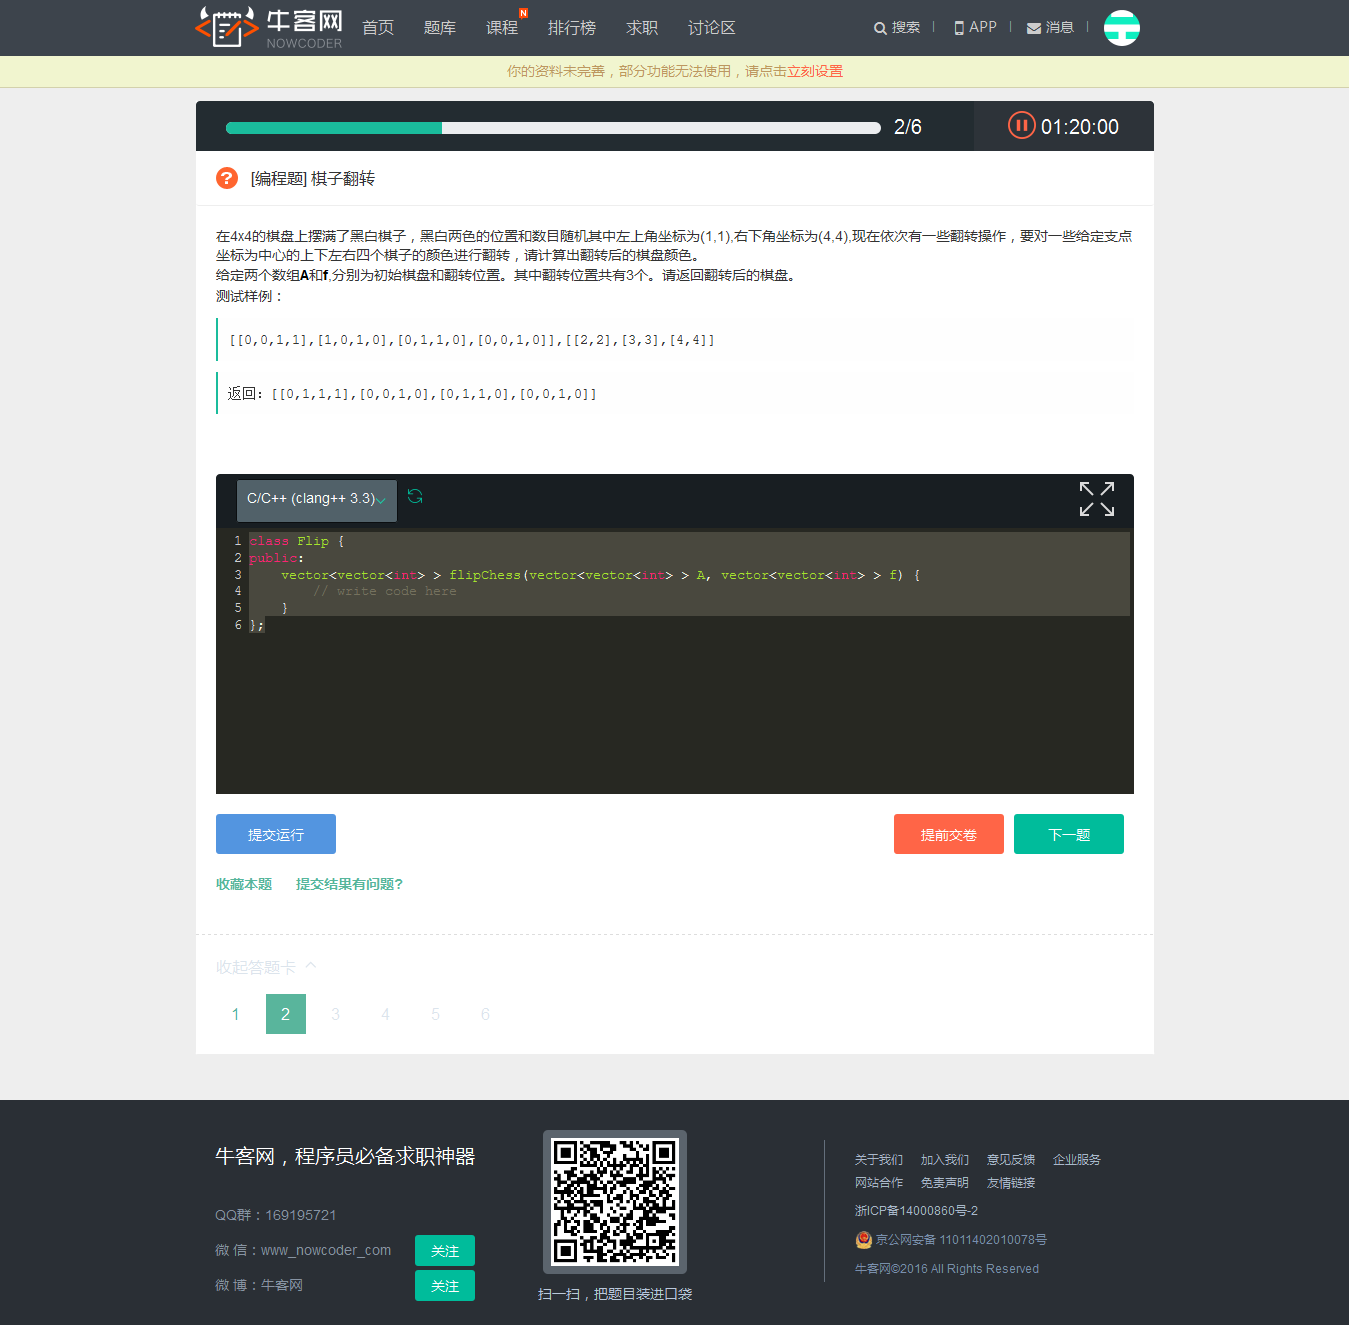 牛客网 NOWCODER 首页 题库 课程 N 排行榜 求职 讨论区 搜索 APP 消息
你的资料未完善，部分功能无法使用，请点击立刻设置
2/6 01:20:00
? [编程题] 棋子翻转
在4x4的棋盘上摆满了黑白棋子，黑白两色的位置和数目随机其中左上角坐标为(1,1),右下角坐标为(4,4),现在依次有一些翻转操作，要对一些给定支点
坐标为中心的上下左右四个棋子的颜色进行翻转，请计算出翻转后的棋盘颜色。
给定两个数组A和f,分别为初始棋盘和翻转位置。其中翻转位置共有3个。请返回翻转后的棋盘。
测试样例：
[[0,0,1,1],[1,0,1,0],[0,1,1,0],[0,0,1,0]],[[2,2],[3,3],[4,4]]
返回：[[0,1,1,1],[0,0,1,0],[0,1,1,0],[0,0,1,0]]
C/C++ (clang++ 3.3)
1 class Flip {
2 public:
3     vector<vector<int> > flipChess(vector<vector<int> > A, vector<vector<int> > f) {
4         // write code here
5     }
6 };
提交运行 提前交卷 下一题
收藏本题 提交结果有问题?
收起答题卡
1 2 3 4 5 6
牛客网，程序员必备求职神器
QQ群：169195721
微 信：www_nowcoder_com 关注
微 博：牛客网 关注
扫一扫，把题目装进口袋
关于我们 加入我们 意见反馈 企业服务
网站合作 免责声明 友情链接
浙ICP备14000860号-2
京公网安备 11011402010078号
牛客网©2016 All Rights Reserved